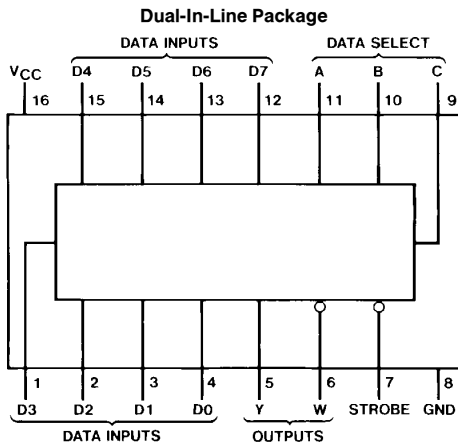 Dual-In-Line Package
DATA INPUTS DATA SELECT
VCC D4 D5 D6 D7 A B C
16 15 14 13 12 11 10 9
1 2 3 4 5 6 7 8
D3 D2 D1 D0 Y W STROBE GND
DATA INPUTS OUTPUTS